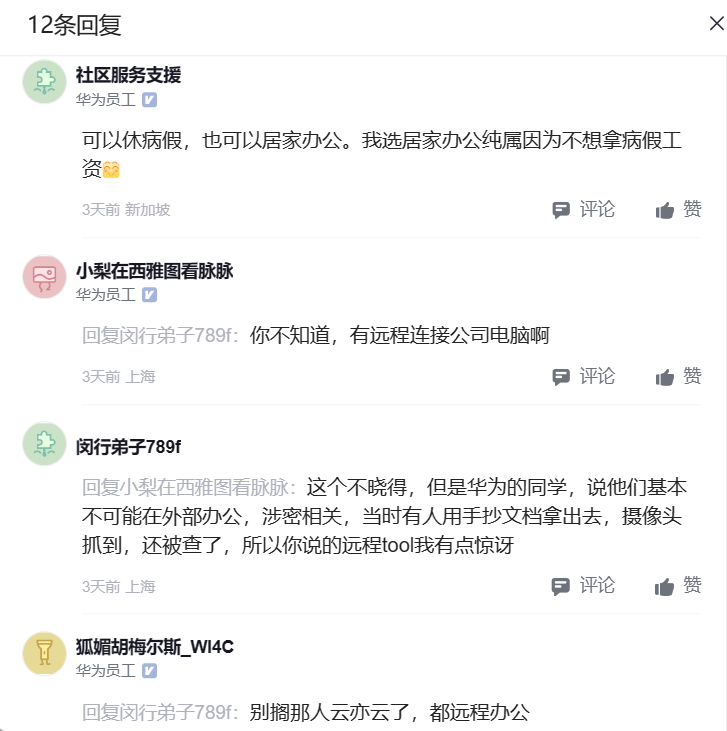 12条回复
社区服务支援
华为员工
可以休病假，也可以居家办公。我选居家办公纯属因为不想拿病假工
资🤗
3天前 新加坡
评论 赞
小梨在西雅图看脉脉
华为员工
回复闵行弟子789f：你不知道，有远程连接公司电脑啊
3天前 上海
评论 赞
闵行弟子789f
回复小梨在西雅图看脉脉：这个不晓得，但是华为的同学，说他们基本
不可能在外部办公，涉密相关，当时有人用手抄文档拿出去，摄像头
抓到，还被查了，所以你说的远程tool我有点惊讶
3天前 上海
评论 赞
狐媚胡梅尔斯_WI4C
华为员工
回复闵行弟子789f：别搁那人云亦云了，都远程办公